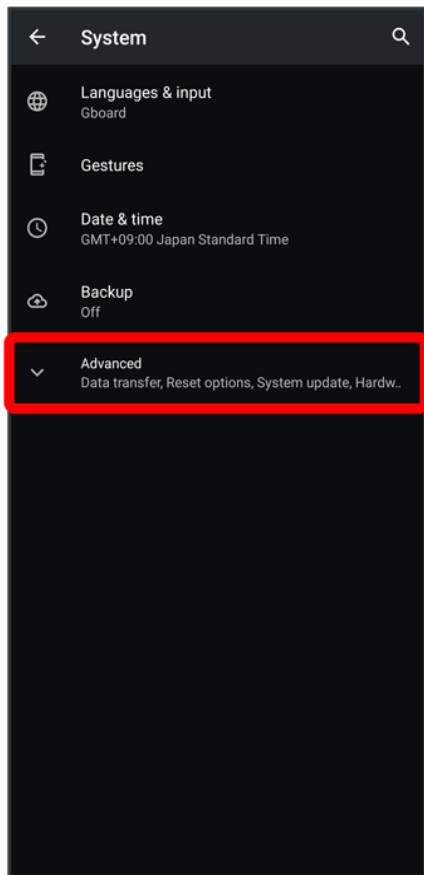 System
Languages & input
Gboard
Gestures
Date & time
GMT+09:00 Japan Standard Time
Backup
Off
Advanced
Data transfer, Reset options, System update, Hardw..